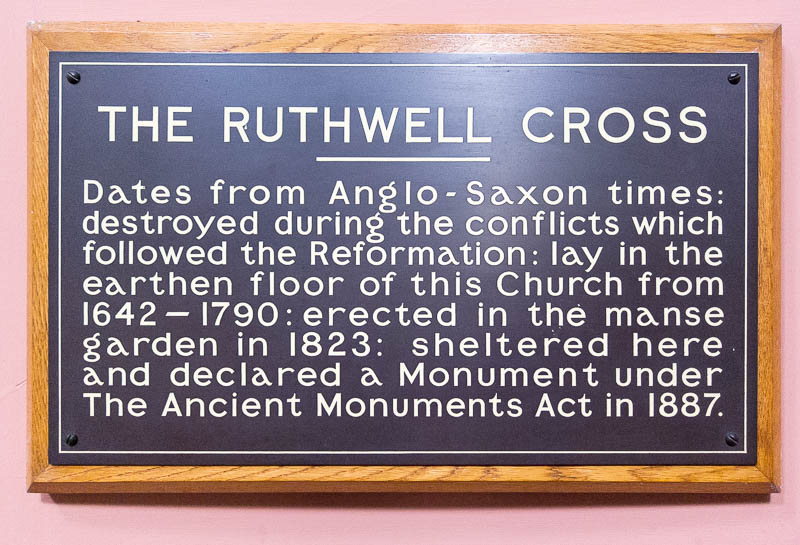 THE RUTHWELL CROSS
Dates from Anglo-Saxon times:
destroyed during the conflicts which
followed the Reformation: lay in the
earthen floor of this Church from
1642 – 1790: erected in the manse
garden in 1823: sheltered here
and declared a Monument under
The Ancient Monuments Act in 1887.